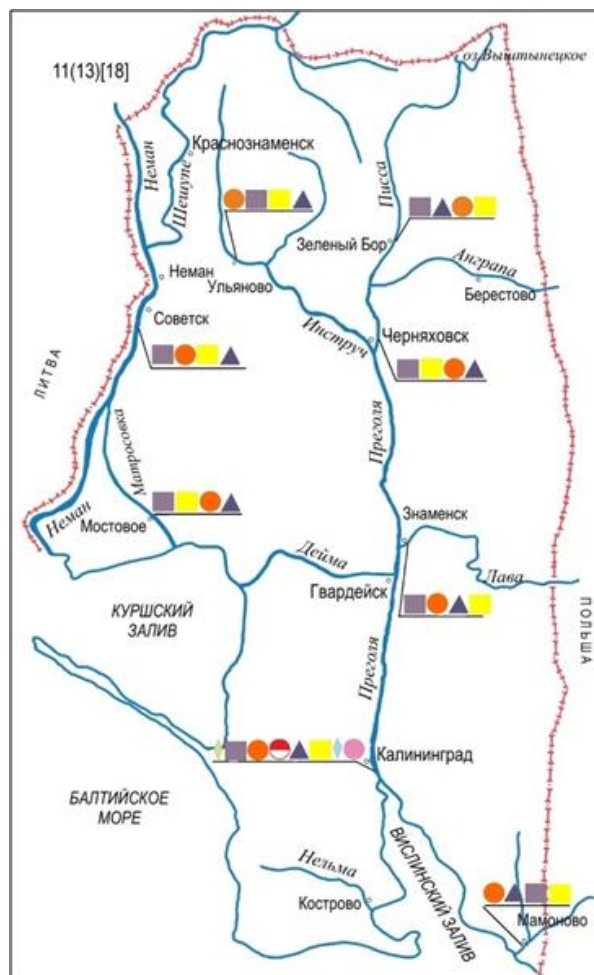 оз.Выштынецкое
11(13)[18]
Неман
Шешупе
Краснознаменск
Писса
Зеленый Бор
Анграпа
Неман
Ульяново
Берестово
Советск
Инструч
Черняховск
ЛИТВА
Матросовка
Преголя
Неман
Мостовое
Знаменск
Дейма
Лава
Гвардейск
КУРШСКИЙ
ЗАЛИВ
ПОЛЬША
Преголя
Калининград
БАЛТИЙСКОЕ
МОРЕ
ВИСЛИНСКИЙ ЗАЛИВ
Нельма
Кострово
Мамоново